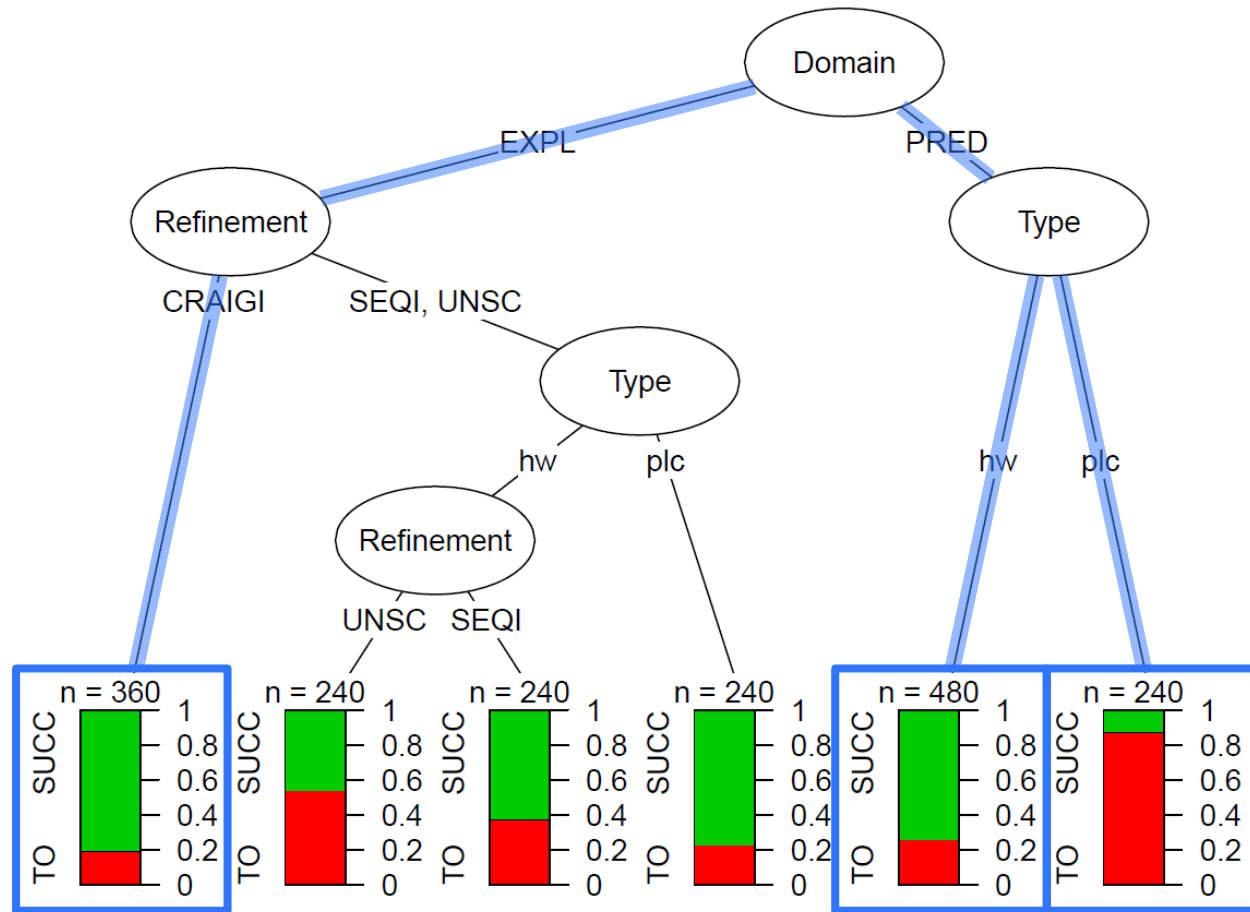 Domain
EXPL PRED
Refinement Type
CRAIGI SEQI, UNSC
Type
hw plc hw plc
Refinement
UNSC SEQI
n = 360 n = 240 n = 240 n = 240 n = 480 n = 240
TO SUCC 0 0.2 0.4 0.6 0.8 1
TO SUCC 0 0.2 0.4 0.6 0.8 1
TO SUCC 0 0.2 0.4 0.6 0.8 1
TO SUCC 0 0.2 0.4 0.6 0.8 1
TO SUCC 0 0.2 0.4 0.6 0.8 1
TO SUCC 0 0.2 0.4 0.6 0.8 1